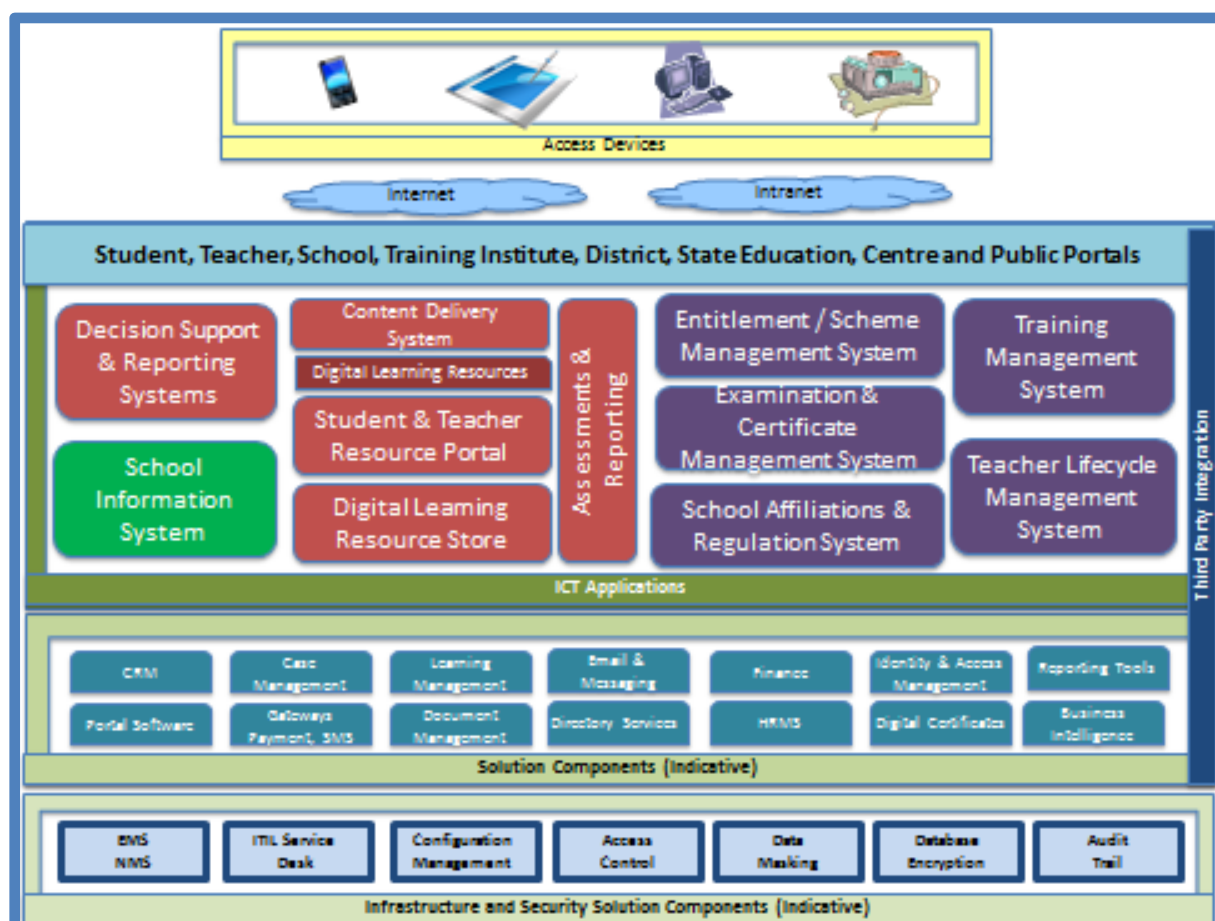 Access Devices
Internet
Intranet
Student, Teacher, School, Training Institute, District, State Education, Centre and Public Portals
Decision Support
& Reporting
Systems
School
Information
System
Content Delivery
System
Digital Learning Resources
Student & Teacher
Resource Portal
Digital Learning
Resource Store
Assessments &
Reporting
Entitlement / Scheme
Management System
Examination &
Certificate
Management System
School Affiliations &
Regulation System
Training
Management
System
Teacher Lifecycle
Management
System
Third Party Integration
ICT Applications
CRM
Case
Management
Learning
Management
Email &
Messaging
Finance
Identity & Access
Management
Reporting Tools
Portal Software
Gateways
Payment, SMS
Document
Management
Directory Services
HRMS
Digital Certificates
Business
Intelligence
Solution Components (Indicative)
EMS
NMS
ITIL Service
Desk
Configuration
Management
Access
Control
Data
Masking
Database
Encryption
Audit
Trail
Infrastructure and Security Solution Components (Indicative)